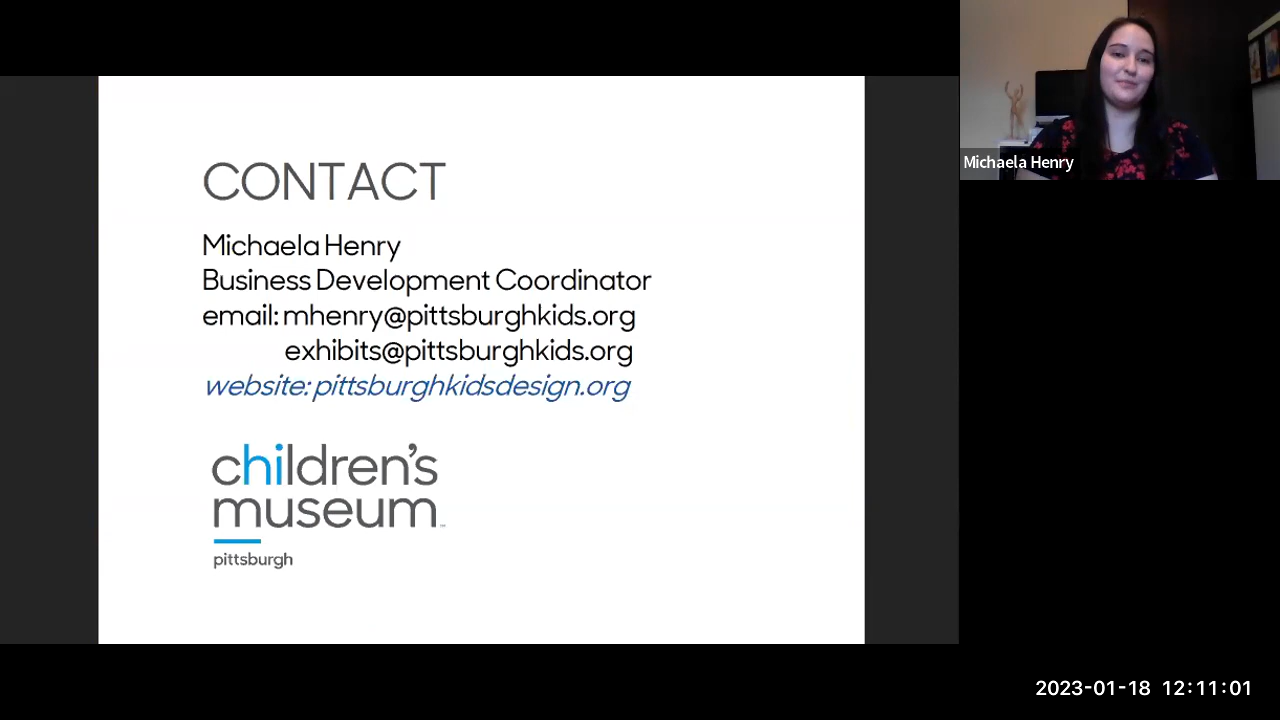 CONTACT
Michaela Henry
Business Development Coordinator
email: mhenry@pittsburghkids.org
exhibits@pittsburghkids.org
website: pittsburghkidsdesign.org
children's
museum
pittsburgh
Michaela Henry
2023-01-18 12:11:01